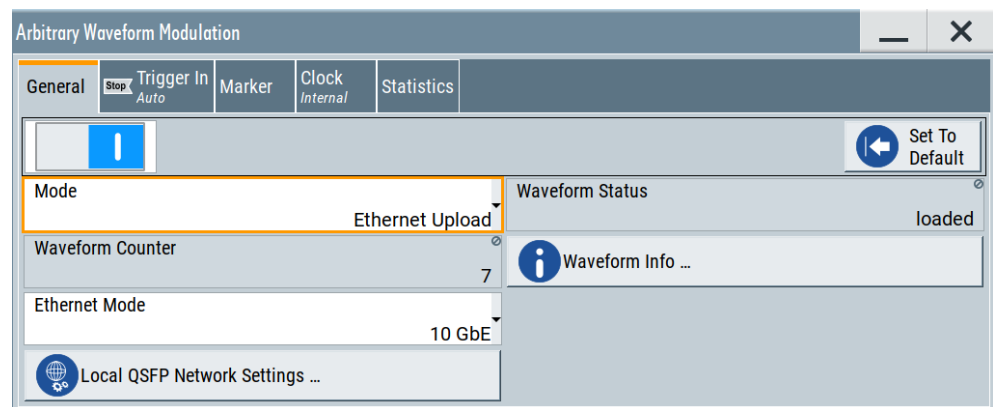 Arbitrary Waveform Modulation
General
Stop
Trigger In
Auto
Marker
Clock
Internal
Statistics
Set To
Default
Mode
Ethernet Upload
Waveform Status
loaded
Waveform Counter
7
Waveform Info ...
Ethernet Mode
10 GbE
Local QSFP Network Settings ...